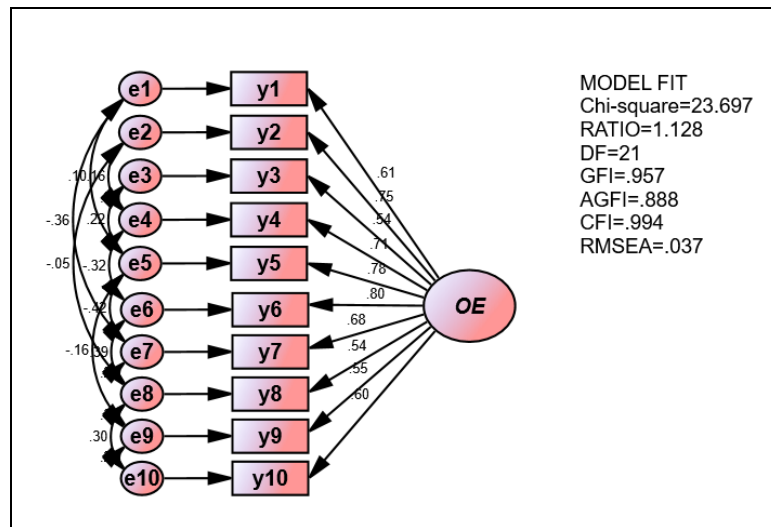 MODEL FIT
Chi-square=23.697
RATIO=1.128
DF=21
GFI=.957
AGFI=.888
CFI=.994
RMSEA=.037
e1 y1
e2 y2
e3 y3
e4 y4
e5 y5
e6 y6
e7 y7
e8 y8
e9 y9
e10 y10
OE
.61
.75
.54
.71
.78
.80
.68
.54
.55
.60
.10
.16
-.36
.22
-.05
-.32
-.42
-.16
.39
.30